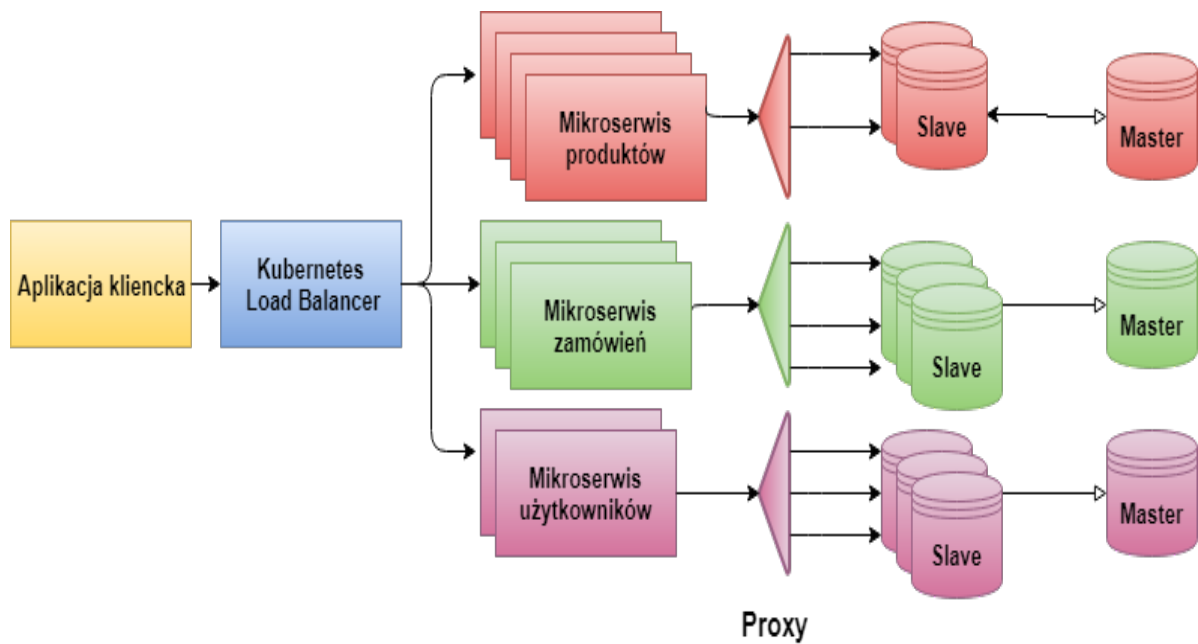 Mikroserwis
produktów
Slave
Master
Aplikacja kliencka
Kubernetes
Load Balancer
Mikroserwis
zamówień
Slave
Master
Mikroserwis
użytkowników
Slave
Master
Proxy